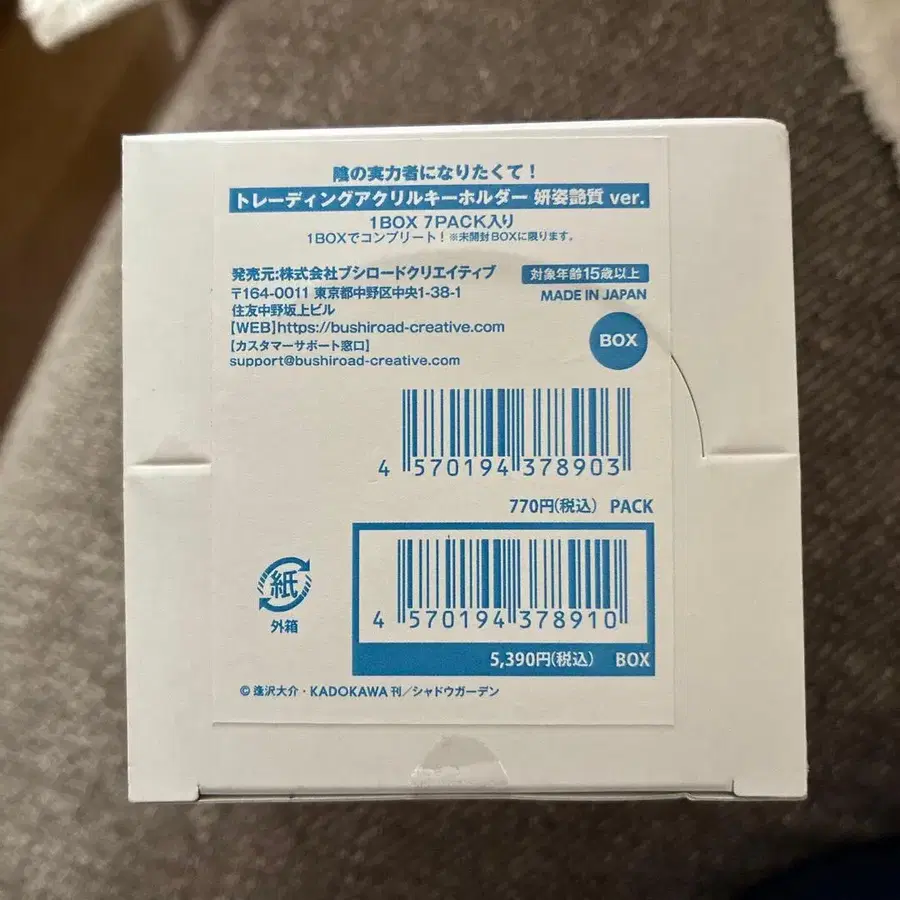 陰の実力者になりたくて！
トレーディングアクリルキーホルダー 妍姿艶質 ver.
1BOX 7PACK入り
1BOXでコンプリート！※未開封BOXに限ります。
発売元:株式会社ブシロードクリエイティブ
対象年齢15歳以上
〒164-0011 東京都中野区中央1-38-1
MADE IN JAPAN
住友中野坂上ビル
【WEB】https://bushiroad-creative.com
BOX
【カスタマーサポート窓口】
support@bushiroad-creative.com
4 570194 378903
770円(税込) PACK
紙
外箱
4 570194 378910
5,390円(税込) BOX
© 逢沢大介・KADOKAWA 刊／シャドウガーデン